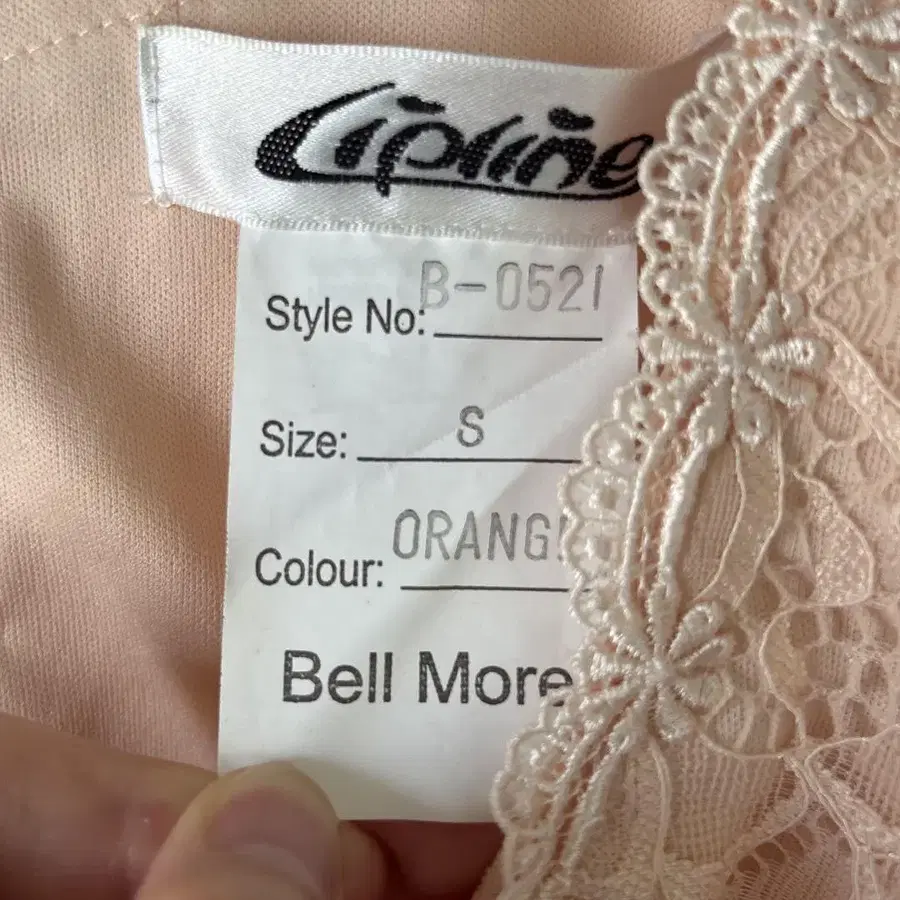 Lipline
Style No: B-0521
Size: S
Colour: ORANG
Bell More